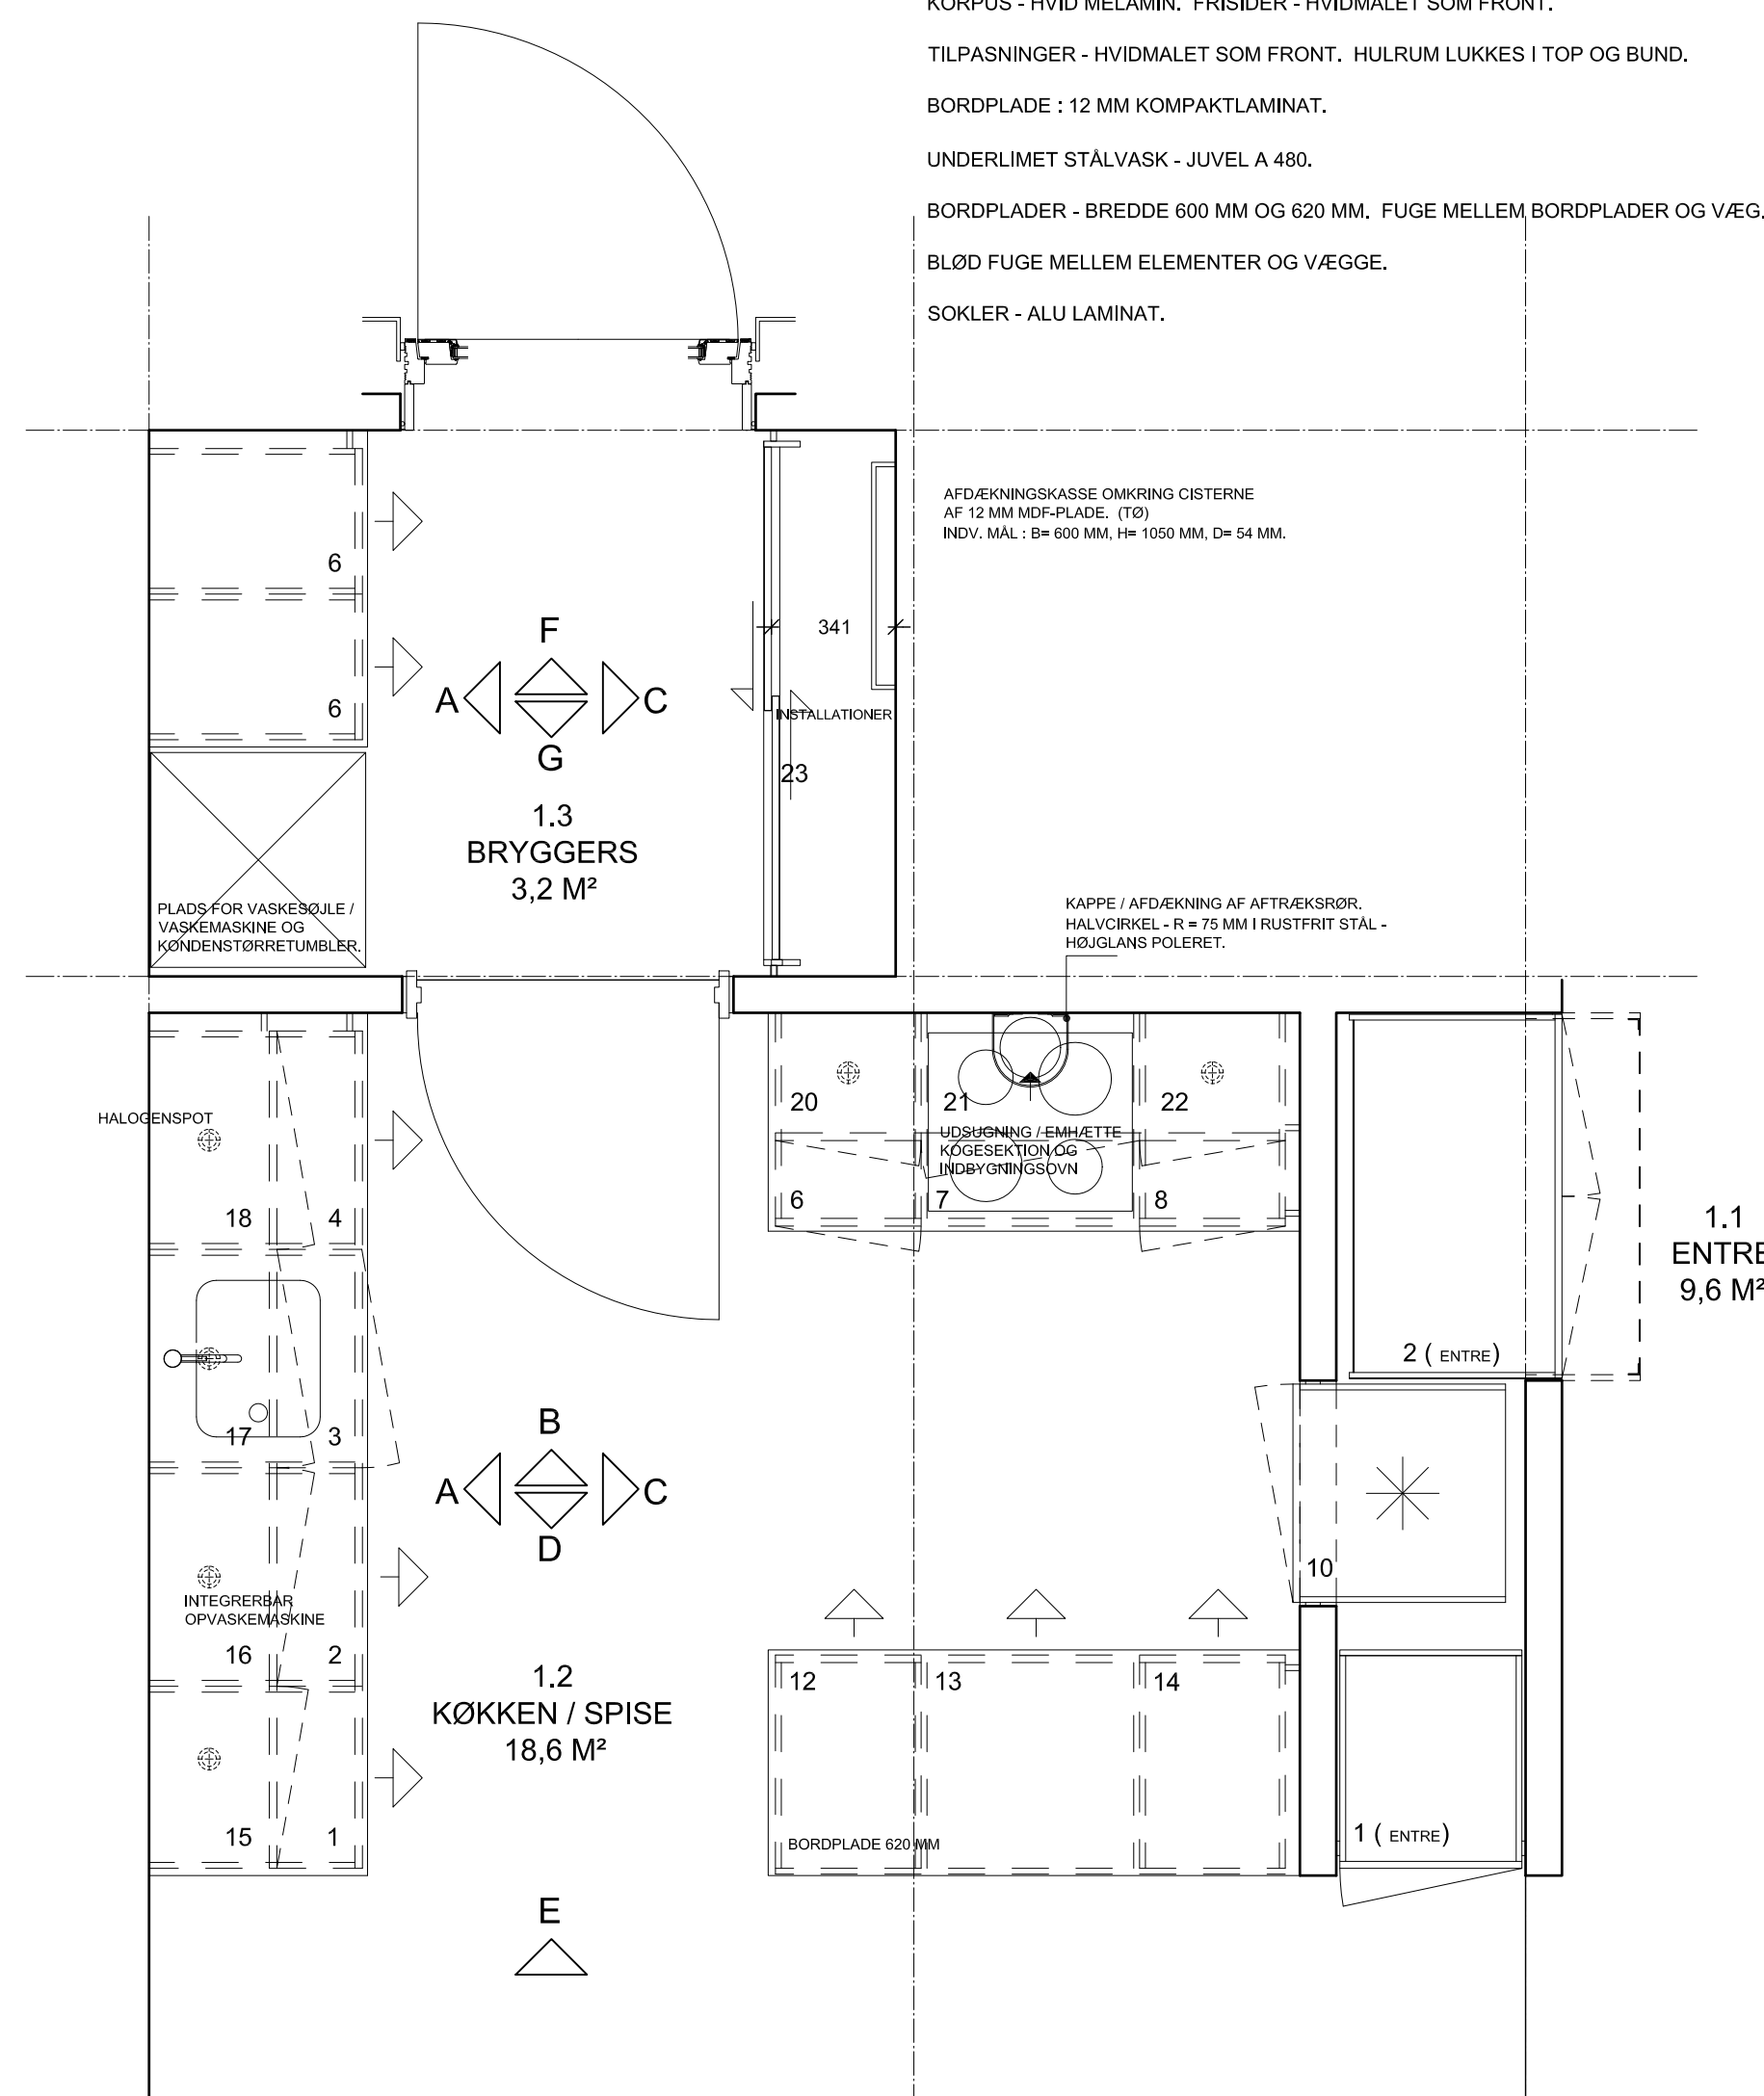 KORPUS - HVID MELAMIN. FRISIDER - HVIDMALET SOM FRONT.
TILPASNINGER - HVIDMALET SOM FRONT. HULRUM LUKKES I TOP OG BUND.
BORDPLADE : 12 MM KOMPAKTLAMINAT.
UNDERLIMET STÅLVASK - JUVEL A 480.
BORDPLADER - BREDDE 600 MM OG 620 MM. FUGE MELLEM BORDPLADER OG VÆG.
BLØD FUGE MELLEM ELEMENTER OG VÆGGE.
SOKLER - ALU LAMINAT.
AFDÆKNINGSKASSE OMKRING CISTERNE
AF 12 MM MDF-PLADE. (TØ)
INDV. MÅL : B= 600 MM, H= 1050 MM, D= 54 MM.
6
341
F
A
C
6
INSTALLATIONER
G
23
1.3
BRYGGERS
3,2 M²
PLADS FOR VASKESØJLE /
VASKEMASKINE OG
KONDENSTØRRETUMBLER.
KAPPE / AFDÆKNING AF AFTRÆKSRØR.
HALVCIRKEL - R = 75 MM I RUSTFRIT STÅL -
HØJGLANS POLERET.
HALOGENSPOT
20
21
22
UDSUGNING / EMHÆTTE
KOGESEKTION OG
INDBYGNINGSOVN
6
7
8
18
4
1.1
ENTRE
9,6 M²
2 ( ENTRE)
17
3
B
A
C
D
10
INTEGRERBAR
OPVASKEMASKINE
16
2
1.2
KØKKEN / SPISE
18,6 M²
12
13
14
15
1
BORDPLADE 620 MM
1 ( ENTRE)
E